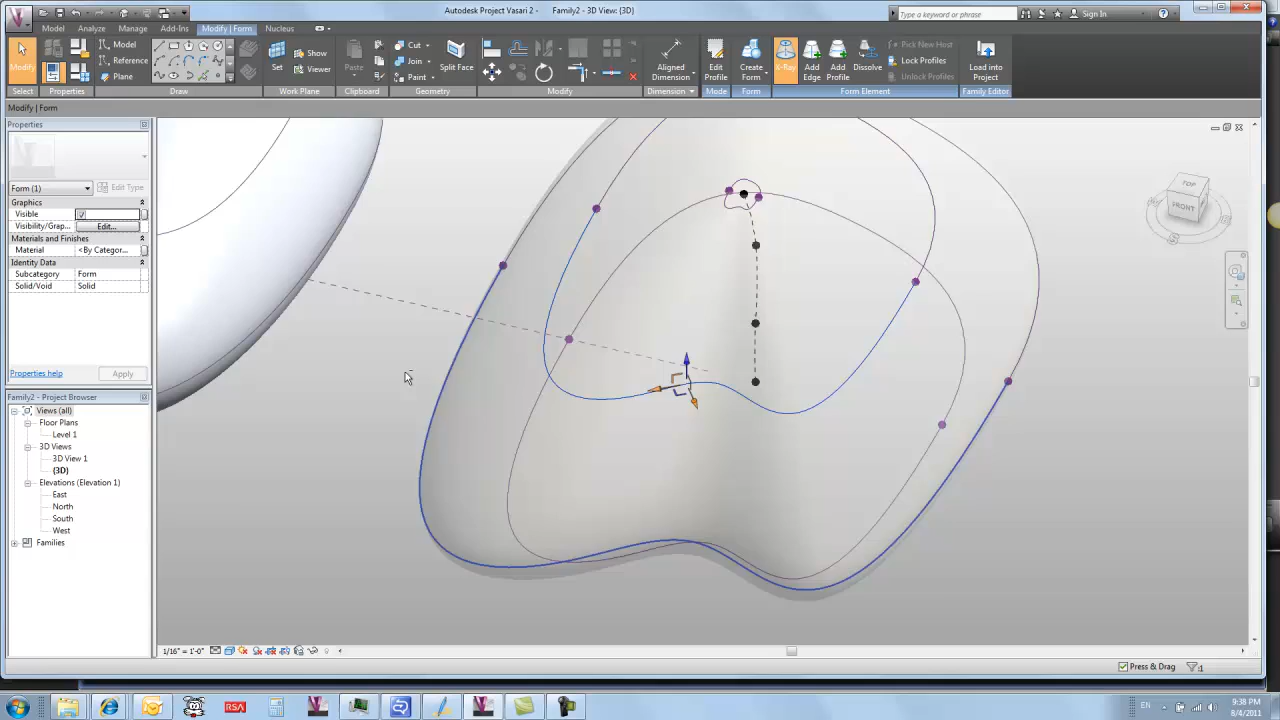 Autodesk Project Vasari 2 -    Family2 - 3D View: {3D}
Type a keyword or phrase
Sign In
Model Analyze Manage Add-Ins Modify | Form Nucleus
Modify
Model
Reference
Plane
Set
Show
Viewer
Paste
Cut
Join
Paint
Split Face
Aligned Dimension
Edit Profile
Create Form
X-Ray
Add Edge
Add Profile
Dissolve
Pick New Host
Lock Profiles
Unlock Profiles
Load into Project
Select Properties Draw Work Plane Clipboard Geometry Modify Dimension Mode Form Form Element Family Editor
Modify | Form
Properties
Form (1) Edit Type
Graphics
Visible
Visibility/Grap... Edit...
Materials and Finishes
Material <By Categor...
Identity Data
Subcategory Form
Solid/Void Solid
Properties help Apply
Family2 - Project Browser
Views (all)
Floor Plans
Level 1
3D Views
3D View 1
{3D}
Elevations (Elevation 1)
East
North
South
West
Families
TOP
FRONT
1/16" = 1'-0"
Press & Drag
:1
RSA
EN
9:38 PM
8/4/2011